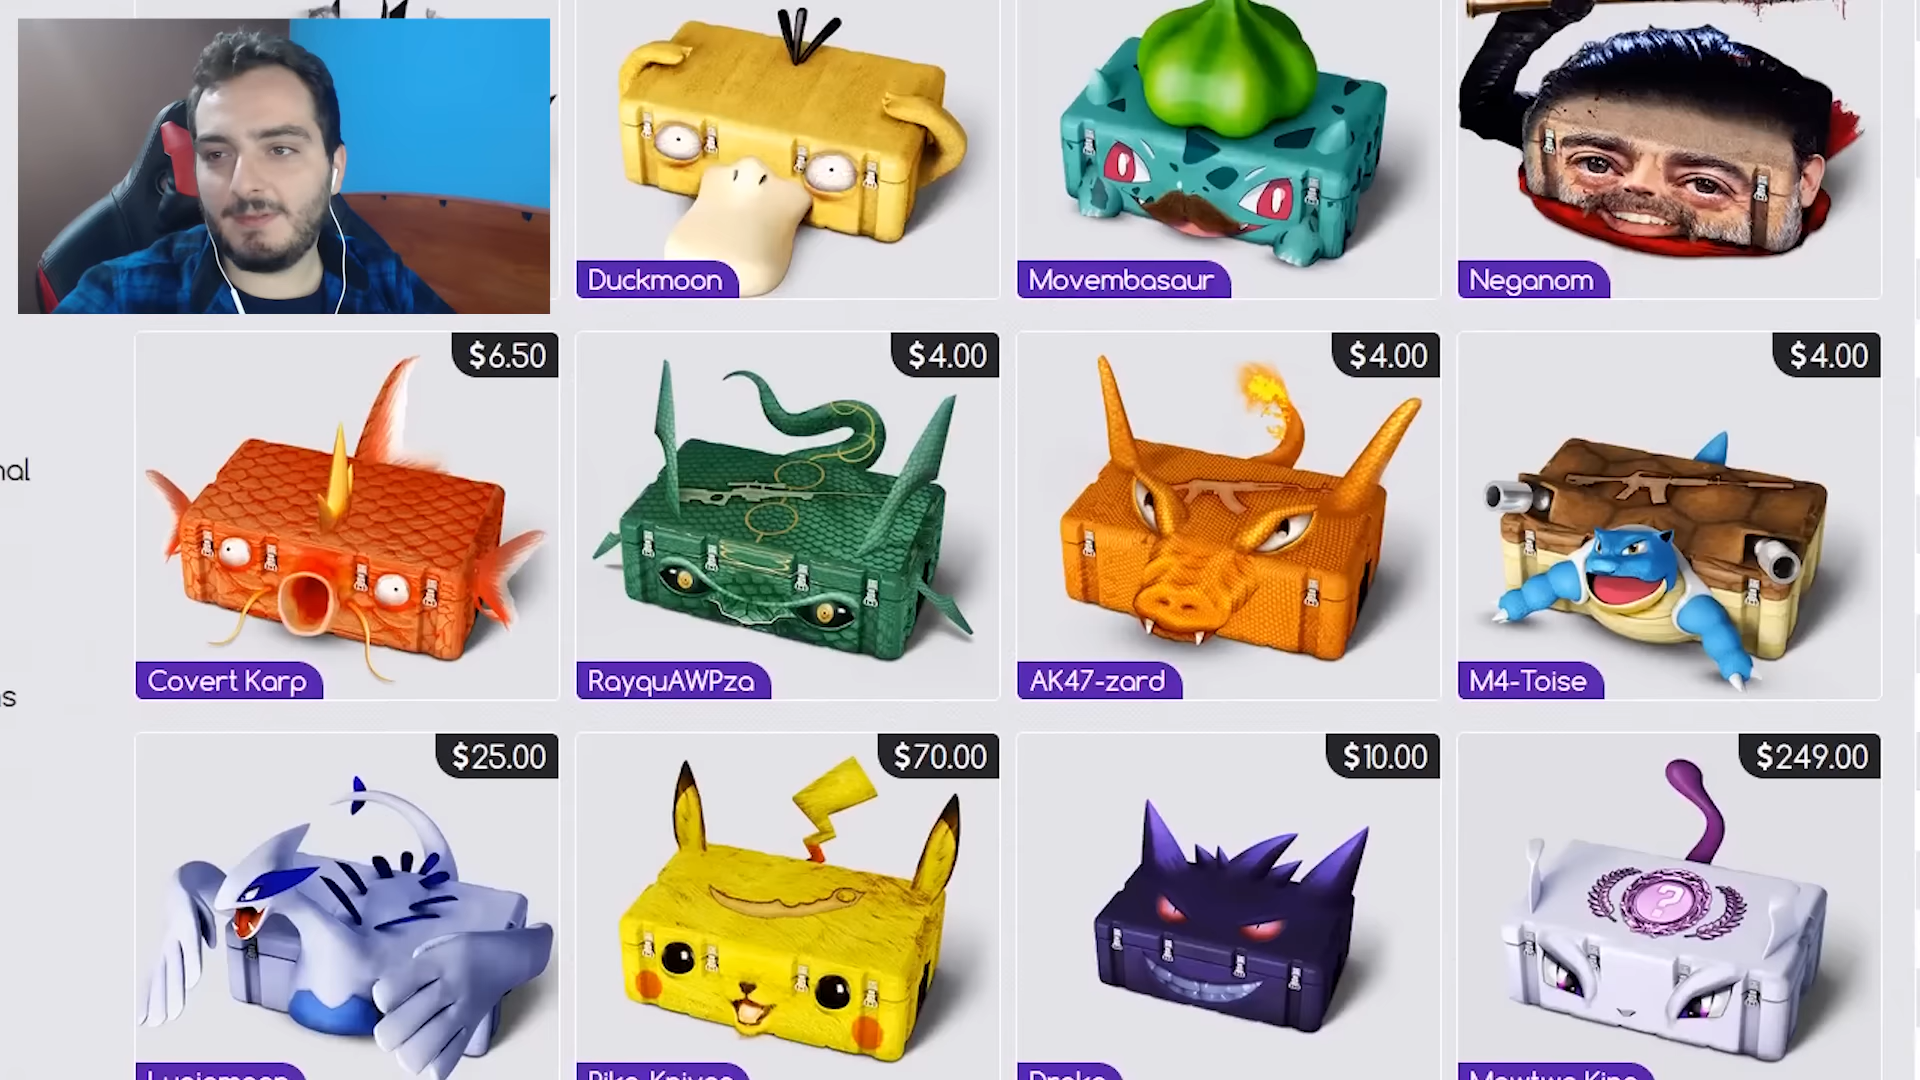 Duckmoon
Movembasaur
Neganom
$6.50
$4.00
$4.00
$4.00
nal
Covert Karp
RayquAWPza
AK47-zard
M4-Toise
s
$25.00
$70.00
$10.00
$249.00
?